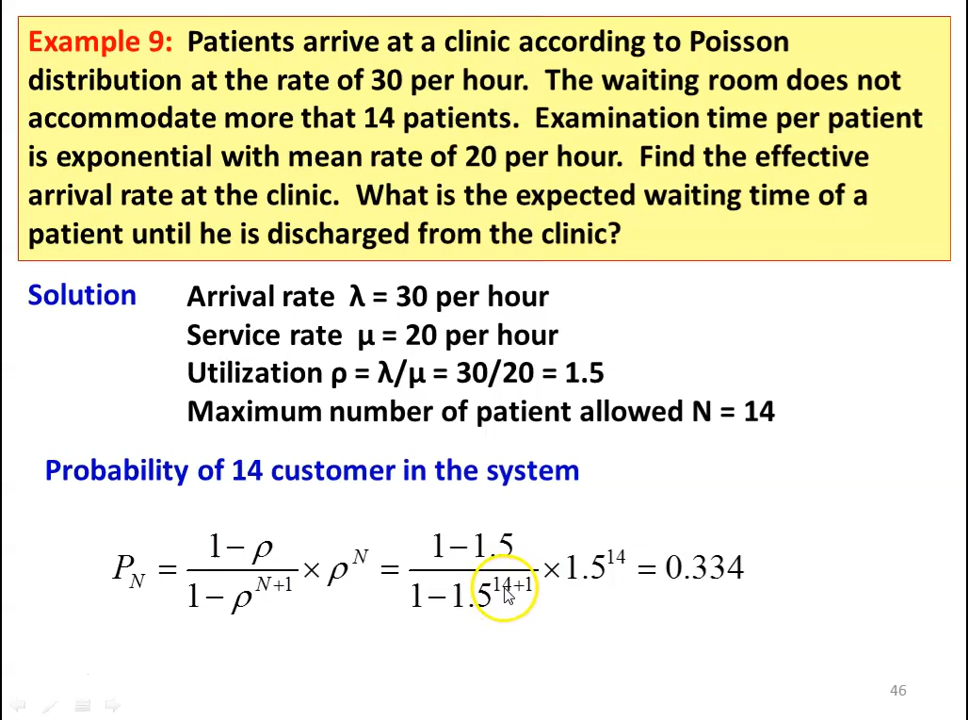 Example 9: Patients arrive at a clinic according to Poisson
distribution at the rate of 30 per hour. The waiting room does not
accommodate more that 14 patients. Examination time per patient
is exponential with mean rate of 20 per hour. Find the effective
arrival rate at the clinic. What is the expected waiting time of a
patient until he is discharged from the clinic?
Solution Arrival rate λ = 30 per hour
Service rate μ = 20 per hour
Utilization ρ = λ/μ = 30/20 = 1.5
Maximum number of patient allowed N = 14
Probability of 14 customer in the system
P_N = \frac{1-ρ}{1-ρ^{N+1}} × ρ^N = \frac{1-1.5}{1-1.5^{14+1}} × 1.5^{14} = 0.334
46